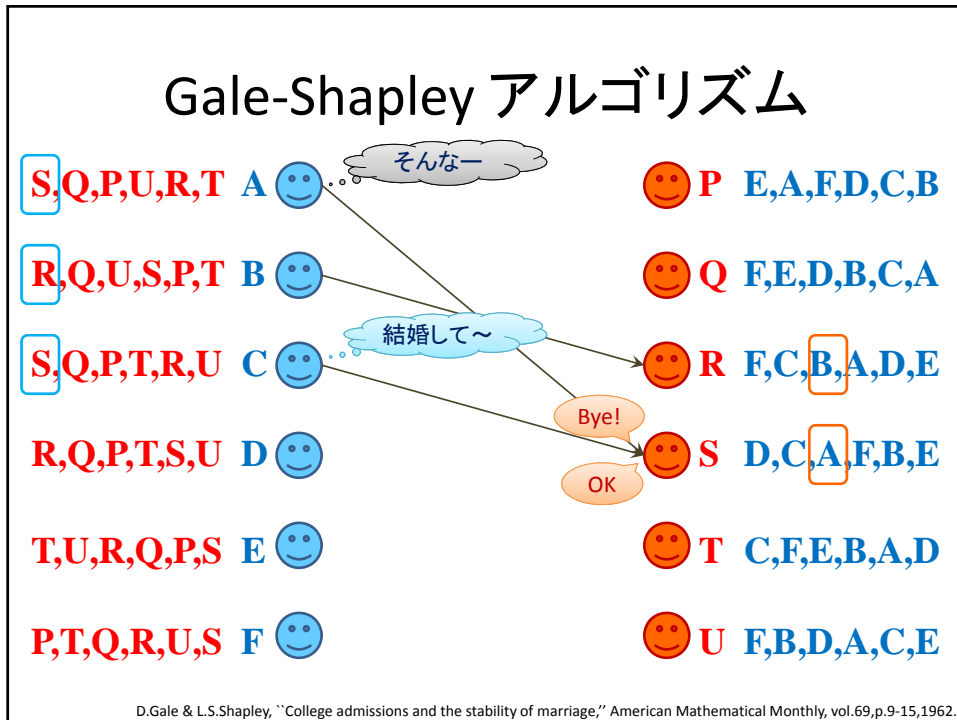 Gale-Shapley アルゴリズム
そんなー
S,Q,P,U,R,T A P E,A,F,D,C,B
R,Q,U,S,P,T B Q F,E,D,B,C,A
結婚して～
S,Q,P,T,R,U C R F,C,B,A,D,E
Bye!
R,Q,P,T,S,U D S D,C,A,F,B,E
OK
T,U,R,Q,P,S E T C,F,E,B,A,D
P,T,Q,R,U,S F U F,B,D,A,C,E
D.Gale & L.S.Shapley, ``College admissions and the stability of marriage,'' American Mathematical Monthly, vol.69,p.9-15,1962.